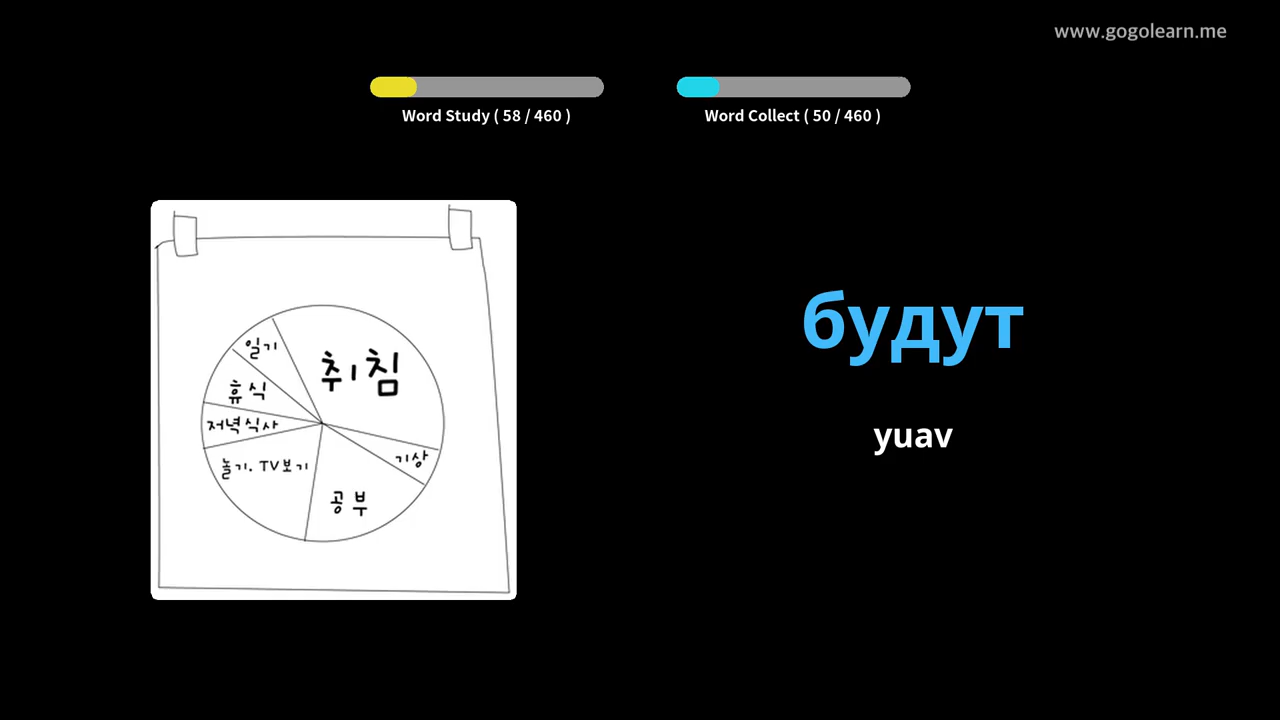 www.gogolearn.me
Word Study ( 58 / 460 )
Word Collect ( 50 / 460 )
일기
취침
휴식
저녁식사
놀기. TV보기
기상
공부
будут
yuav